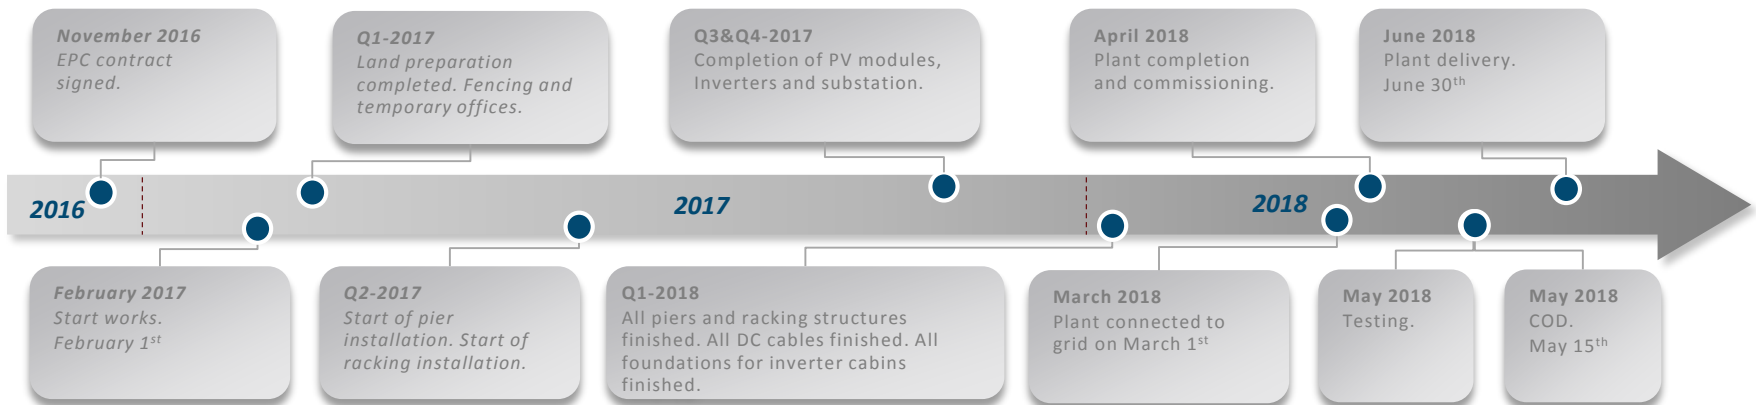 November 2016
EPC contract
signed.
Q1-2017
Land preparation
completed. Fencing and
temporary offices.
Q3&Q4-2017
Completion of PV modules,
Inverters and substation.
April 2018
Plant completion
and commissioning.
June 2018
Plant delivery.
June 30th
2016
2017
2018
February 2017
Start works.
February 1st
Q2-2017
Start of pier
installation. Start of
racking installation.
Q1-2018
All piers and racking structures
finished. All DC cables finished. All
foundations for inverter cabins
finished.
March 2018
Plant connected to
grid on March 1st
May 2018
Testing.
May 2018
COD.
May 15th